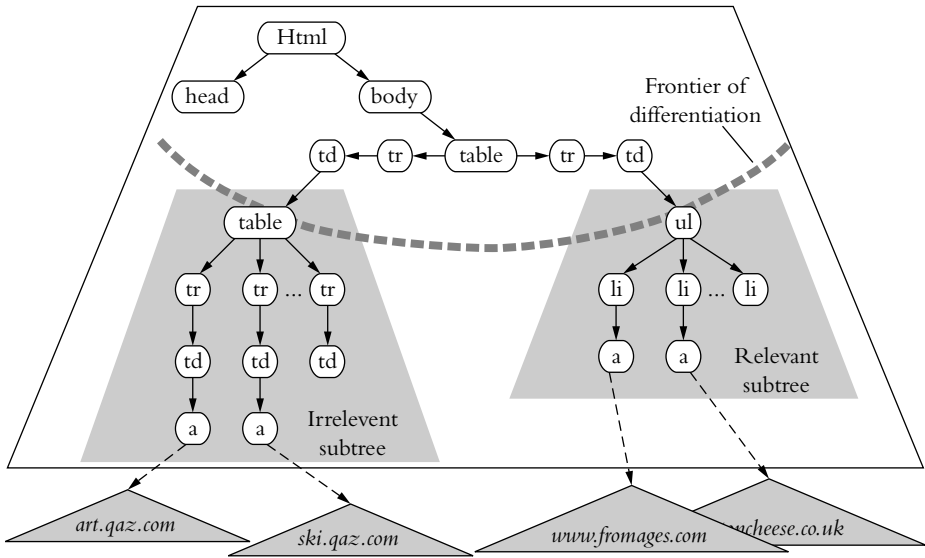 Html
head
body
Frontier of
differentiation
td
tr
table
tr
td
table
ul
tr
tr
...
tr
li
li
...
li
td
td
td
a
a
Relevant
subtree
a
a
Irrelevent
subtree
art.qaz.com
ski.qaz.com
www.fromages.com